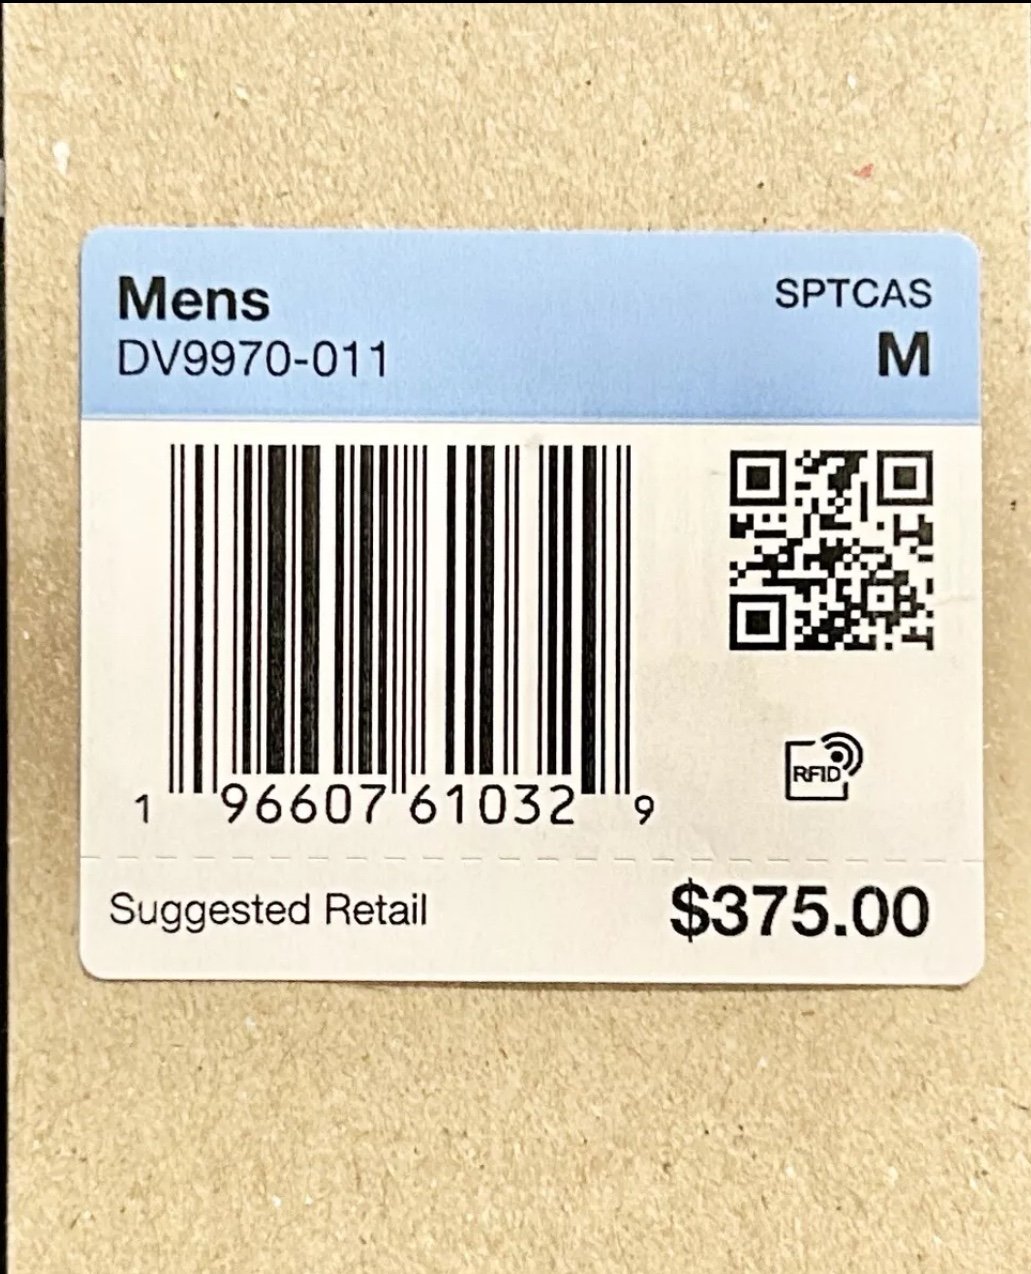 Mens
SPTCAS
DV9970-011
M
1 96607 61032 9
RFID
Suggested Retail
$375.00